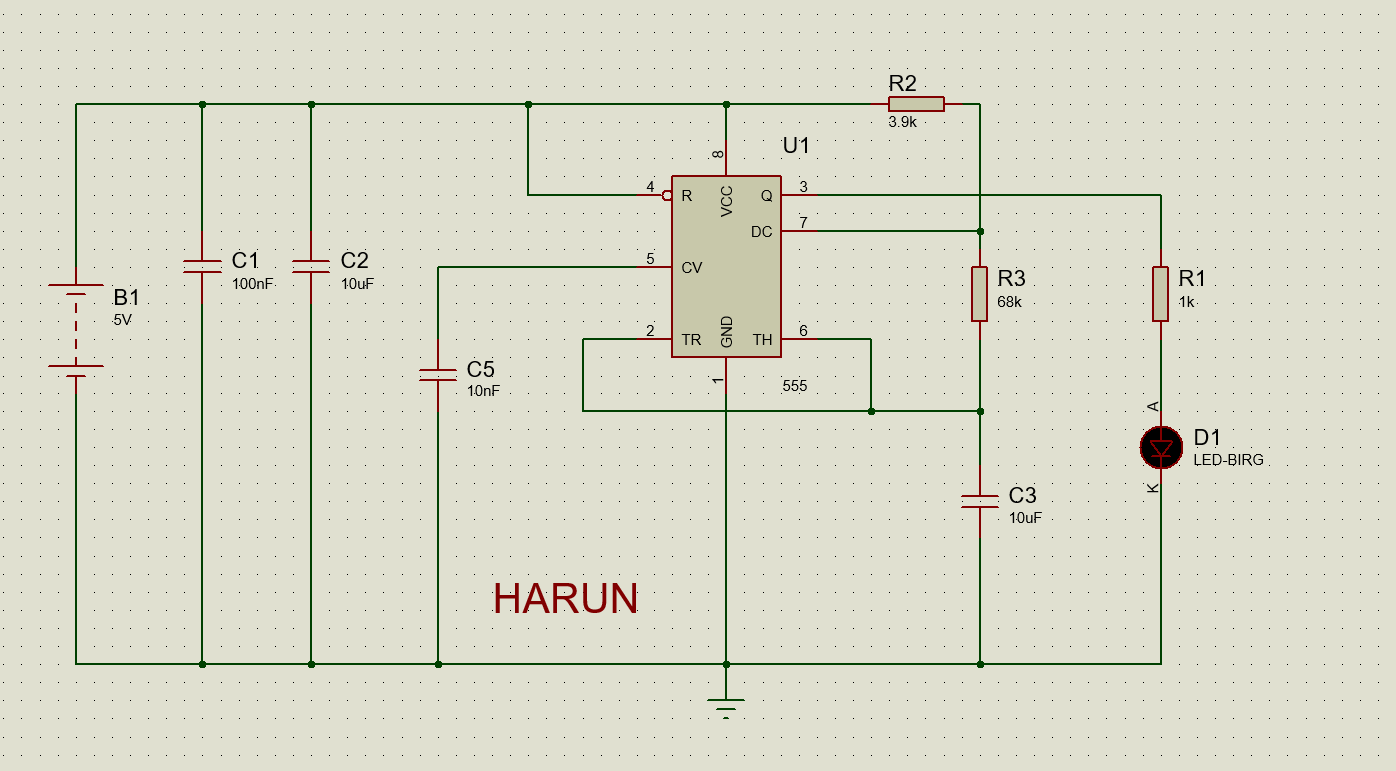 R2
3.9k
U1
8
4
R
VCC
Q
3
DC
7
5
CV
C1
100nF
C2
10uF
B1
5V
R3
68k
R1
1k
2
TR
GND
TH
6
1
555
C5
10nF
A
D1
LED-BIRG
K
C3
10uF
HARUN